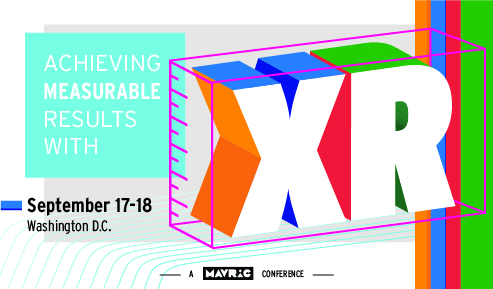 ACHIEVING
MEASURABLE
RESULTS
WITH
XR
September 17-18
Washington D.C.
A MAVRIC CONFERENCE